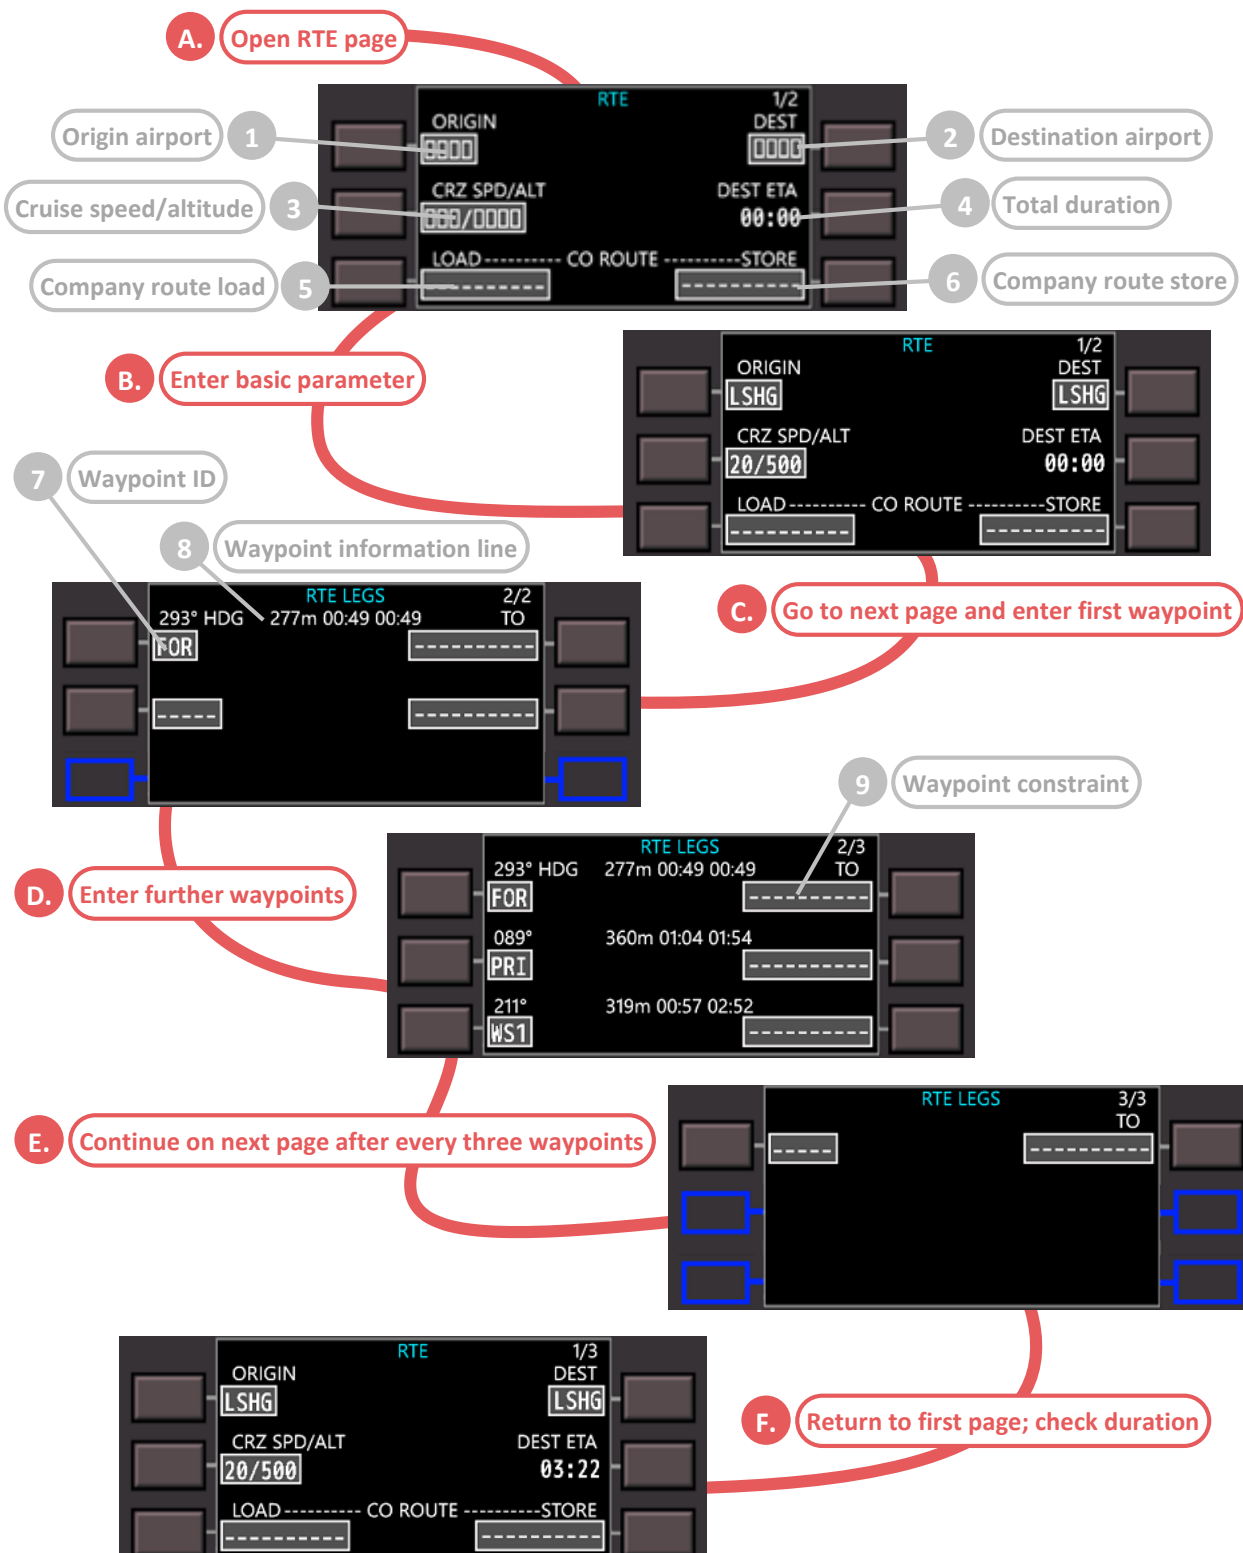 A. Open RTE page
RTE 1/2
ORIGIN DEST
Origin airport 1
2 Destination airport
CRZ SPD/ALT DEST ETA
Cruise speed/altitude 3
/ 00:00
4 Total duration
LOAD ---------- CO ROUTE ----------STORE
Company route load 5
--------- ---------
6 Company route store
B. Enter basic parameter
RTE 1/2
ORIGIN DEST
LSHG LSHG
CRZ SPD/ALT DEST ETA
20/500 00:00
LOAD ---------- CO ROUTE ----------STORE
---------- ----------
7 Waypoint ID
8 Waypoint information line
RTE LEGS 2/2
293° HDG 277m 00:49 00:49 TO
FOR ----------
----- ----------
C. Go to next page and enter first waypoint
9 Waypoint constraint
D. Enter further waypoints
RTE LEGS 2/3
293° HDG 277m 00:49 00:49 TO
FOR ----------
089° 360m 01:04 01:54
PRI ----------
211° 319m 00:57 02:52
WS1 ----------
E. Continue on next page after every three waypoints
RTE LEGS 3/3
TO
----- ----------
F. Return to first page; check duration
RTE 1/3
ORIGIN DEST
LSHG LSHG
CRZ SPD/ALT DEST ETA
20/500 03:22
LOAD ---------- CO ROUTE ----------STORE
---------- ----------